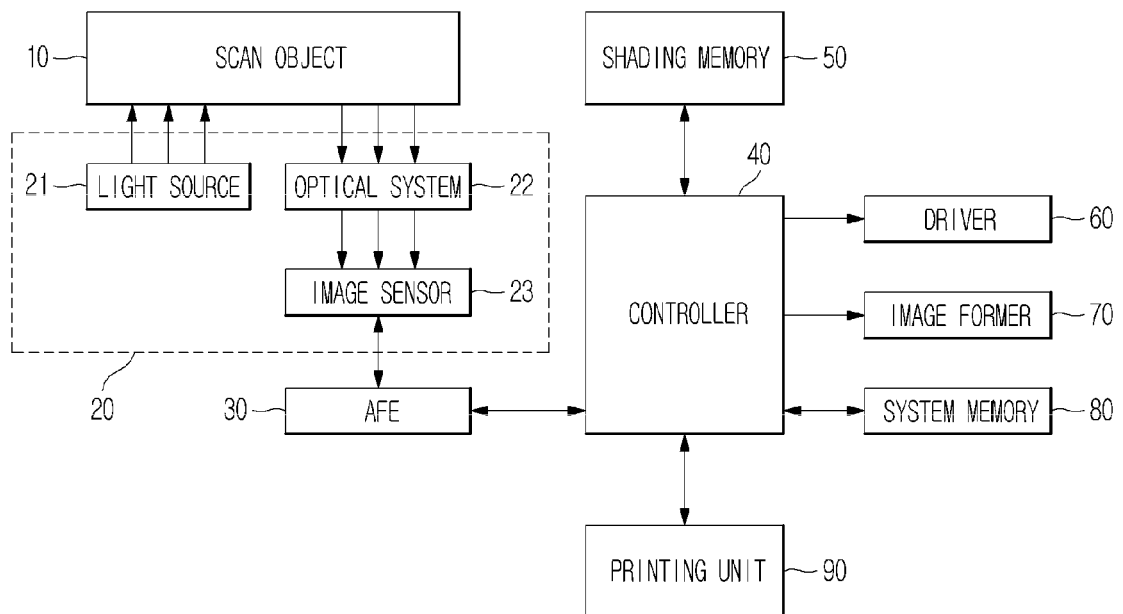 10
SCAN OBJECT
SHADING MEMORY
50
21
LIGHT SOURCE
OPTICAL SYSTEM
22
40
DRIVER
60
IMAGE SENSOR
23
CONTROLLER
IMAGE FORMER
70
20
30
AFE
SYSTEM MEMORY
80
PRINTING UNIT
90